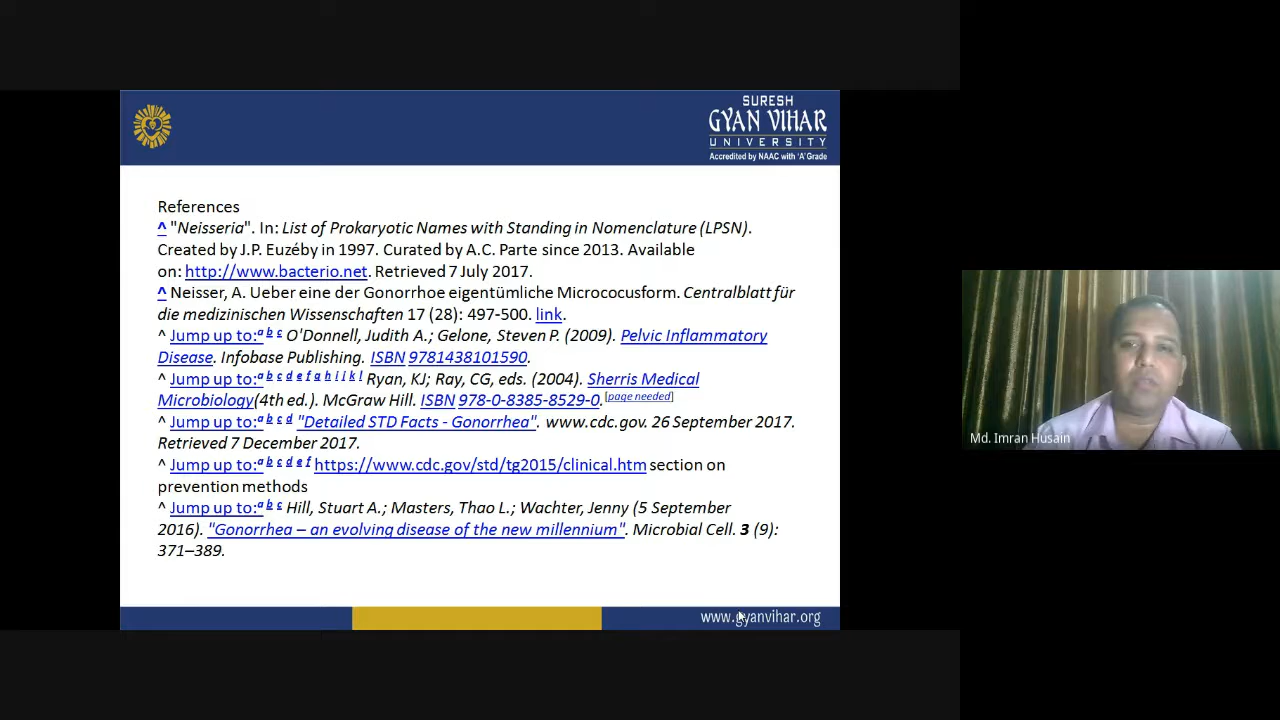 SURESH
GYAN VIHAR
UNIVERSITY
Accredited by NAAC with 'A' Grade
References
^ "Neisseria". In: List of Prokaryotic Names with Standing in Nomenclature (LPSN).
Created by J.P. Euzéby in 1997. Curated by A.C. Parte since 2013. Available
on: http://www.bacterio.net. Retrieved 7 July 2017.
^ Neisser, A. Ueber eine der Gonorrhoe eigentümliche Micrococusform. Centralblatt für
die medizinischen Wissenschaften 17 (28): 497-500. link.
^ Jump up to:a b c O'Donnell, Judith A.; Gelone, Steven P. (2009). Pelvic Inflammatory
Disease. Infobase Publishing. ISBN 9781438101590.
^ Jump up to:a b c d e f g h i j k l Ryan, KJ; Ray, CG, eds. (2004). Sherris Medical
Microbiology(4th ed.). McGraw Hill. ISBN 978-0-8385-8529-0.[page needed]
^ Jump up to:a b c d "Detailed STD Facts - Gonorrhea". www.cdc.gov. 26 September 2017.
Retrieved 7 December 2017.
^ Jump up to:a b c d e f https://www.cdc.gov/std/tg2015/clinical.htm section on
prevention methods
^ Jump up to:a b c Hill, Stuart A.; Masters, Thao L.; Wachter, Jenny (5 September
2016). "Gonorrhea – an evolving disease of the new millennium". Microbial Cell. 3 (9):
371–389.
www.gyanvihar.org
Md. Imran Husain